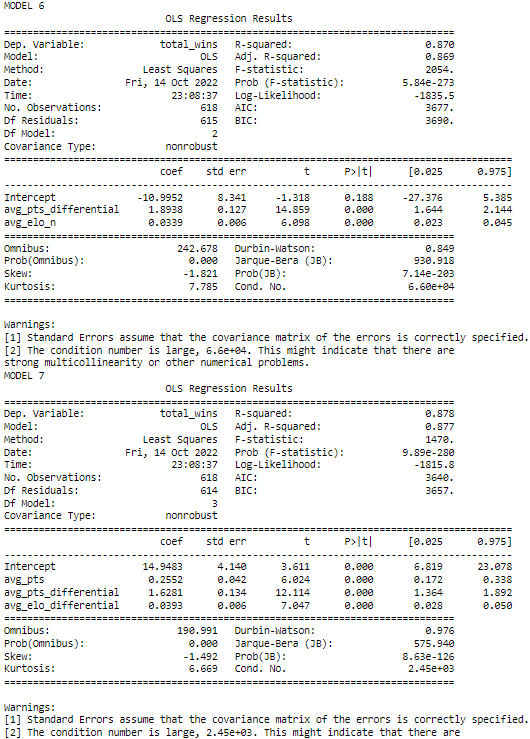 MODEL 6
                            OLS Regression Results
==============================================================================
Dep. Variable:             total_wins   R-squared:                       0.870
Model:                            OLS   Adj. R-squared:                  0.869
Method:                 Least Squares   F-statistic:                     2054.
Date:                Fri, 14 Oct 2022   Prob (F-statistic):          5.84e-273
Time:                        23:08:37   Log-Likelihood:                -1835.5
No. Observations:                 618   AIC:                             3677.
Df Residuals:                     615   BIC:                             3690.
Df Model:                           2
Covariance Type:            nonrobust
========================================================================================
                           coef    std err          t      P>|t|      [0.025      0.975]
----------------------------------------------------------------------------------------
Intercept              -10.9952      8.341     -1.318      0.188     -27.376       5.385
avg_pts_differential     1.8938      0.127     14.859      0.000       1.644       2.144
avg_elo_n                0.0339      0.006      6.098      0.000       0.023       0.045
==============================================================================
Omnibus:                      242.678   Durbin-Watson:                   0.849
Prob(Omnibus):                  0.000   Jarque-Bera (JB):              930.918
Skew:                          -1.821   Prob(JB):                    7.14e-203
Kurtosis:                       7.785   Cond. No.                     6.60e+04
==============================================================================
Warnings:
[1] Standard Errors assume that the covariance matrix of the errors is correctly specified.
[2] The condition number is large, 6.6e+04. This might indicate that there are
strong multicollinearity or other numerical problems.
MODEL 7
                            OLS Regression Results
==============================================================================
Dep. Variable:             total_wins   R-squared:                       0.878
Model:                            OLS   Adj. R-squared:                  0.877
Method:                 Least Squares   F-statistic:                     1470.
Date:                Fri, 14 Oct 2022   Prob (F-statistic):          9.89e-280
Time:                        23:08:37   Log-Likelihood:                -1815.8
No. Observations:                 618   AIC:                             3640.
Df Residuals:                     614   BIC:                             3657.
Df Model:                           3
Covariance Type:            nonrobust
========================================================================================
                           coef    std err          t      P>|t|      [0.025      0.975]
----------------------------------------------------------------------------------------
Intercept               14.9483      4.140      3.611      0.000       6.819      23.078
avg_pts                  0.2552      0.042      6.024      0.000       0.172       0.338
avg_pts_differential     1.6281      0.134     12.114      0.000       1.364       1.892
avg_elo_differential     0.0393      0.006      7.047      0.000       0.028       0.050
==============================================================================
Omnibus:                      190.991   Durbin-Watson:                   0.976
Prob(Omnibus):                  0.000   Jarque-Bera (JB):              575.940
Skew:                          -1.492   Prob(JB):                    8.63e-126
Kurtosis:                       6.669   Cond. No.                     2.45e+03
==============================================================================
Warnings:
[1] Standard Errors assume that the covariance matrix of the errors is correctly specified.
[2] The condition number is large, 2.45e+03. This might indicate that there are